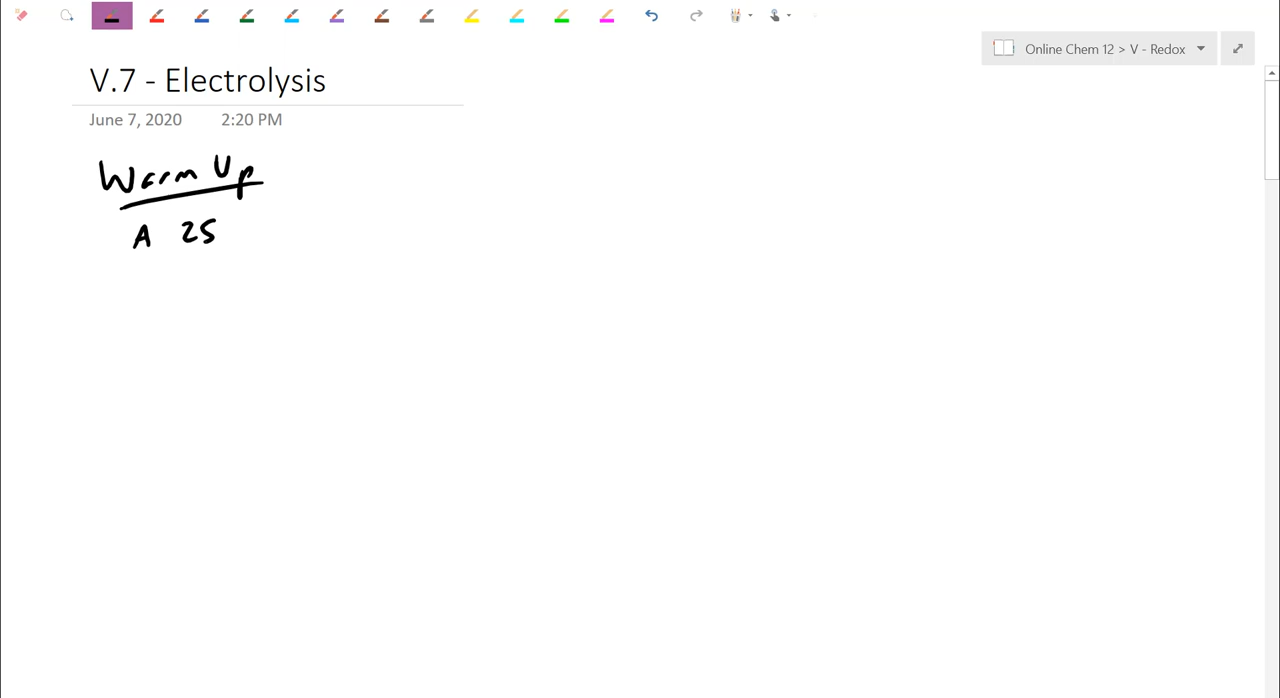 Online Chem 12 > V - Redox
V.7 - Electrolysis
June 7, 2020 2:20 PM
Warm Up
A 25